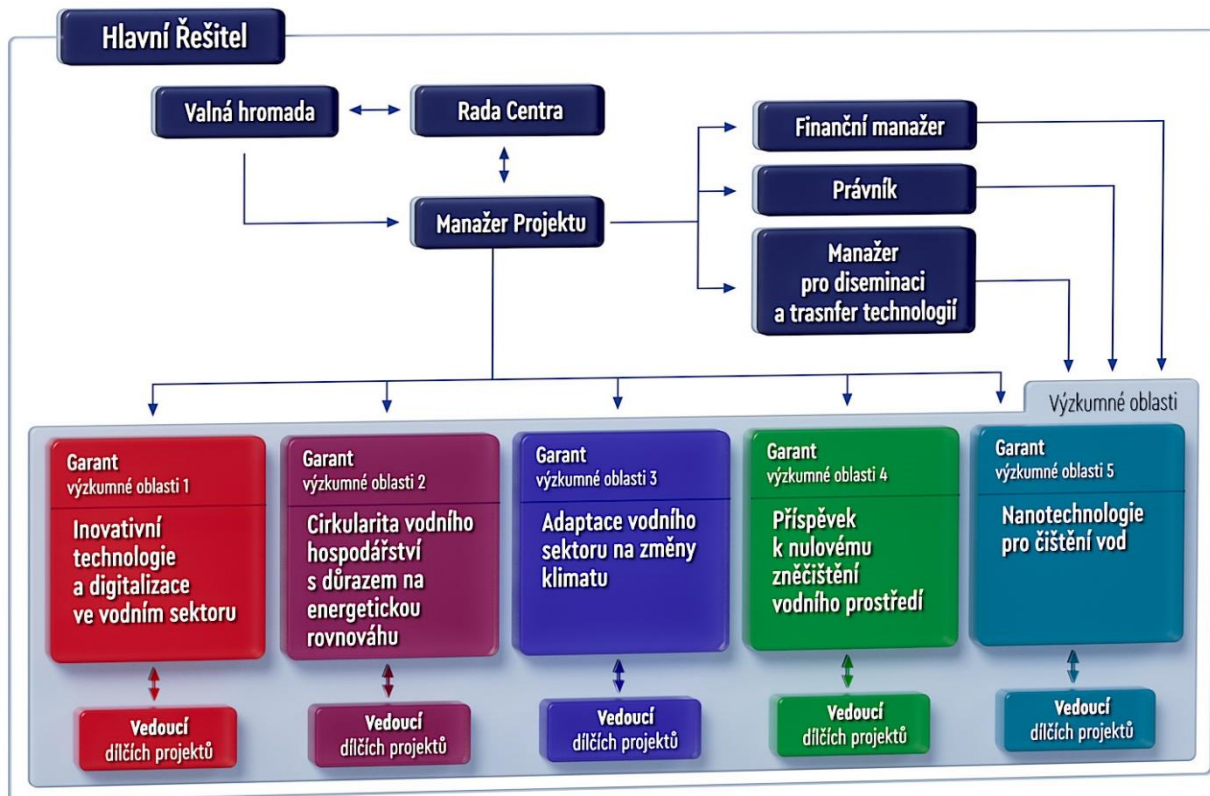 Hlavní Řešitel
Valná hromada
Rada Centra
Finanční manažer
Právník
Manažer Projektu
Manažer
pro diseminaci
a trasnfer technologií
Výzkumné oblasti
Garant
výzkumné oblasti 1
Inovativní
technologie
a digitalizace
ve vodním sektoru
Garant
výzkumné oblasti 2
Cirkularita vodního
hospodářství
s důrazem na
energetickou
rovnováhu
Garant
výzkumné oblasti 3
Adaptace vodního
sektoru na změny
klimatu
Garant
výzkumné oblasti 4
Příspěvek
k nulovému
zněčištění
vodního prostředí
Garant
výzkumné oblasti 5
Nanotechnologie
pro čištění vod
Vedoucí
dílčích projektů
Vedoucí
dílčích projektů
Vedoucí
dílčích projektů
Vedoucí
dílčích projektů
Vedoucí
dílčích projektů